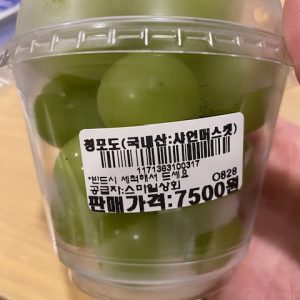 청포도(국내산:샤인머스켓)
1171383100317
*반드시 세척해서 드세요
공급자:스마일상회 O828
판매가격:7500원